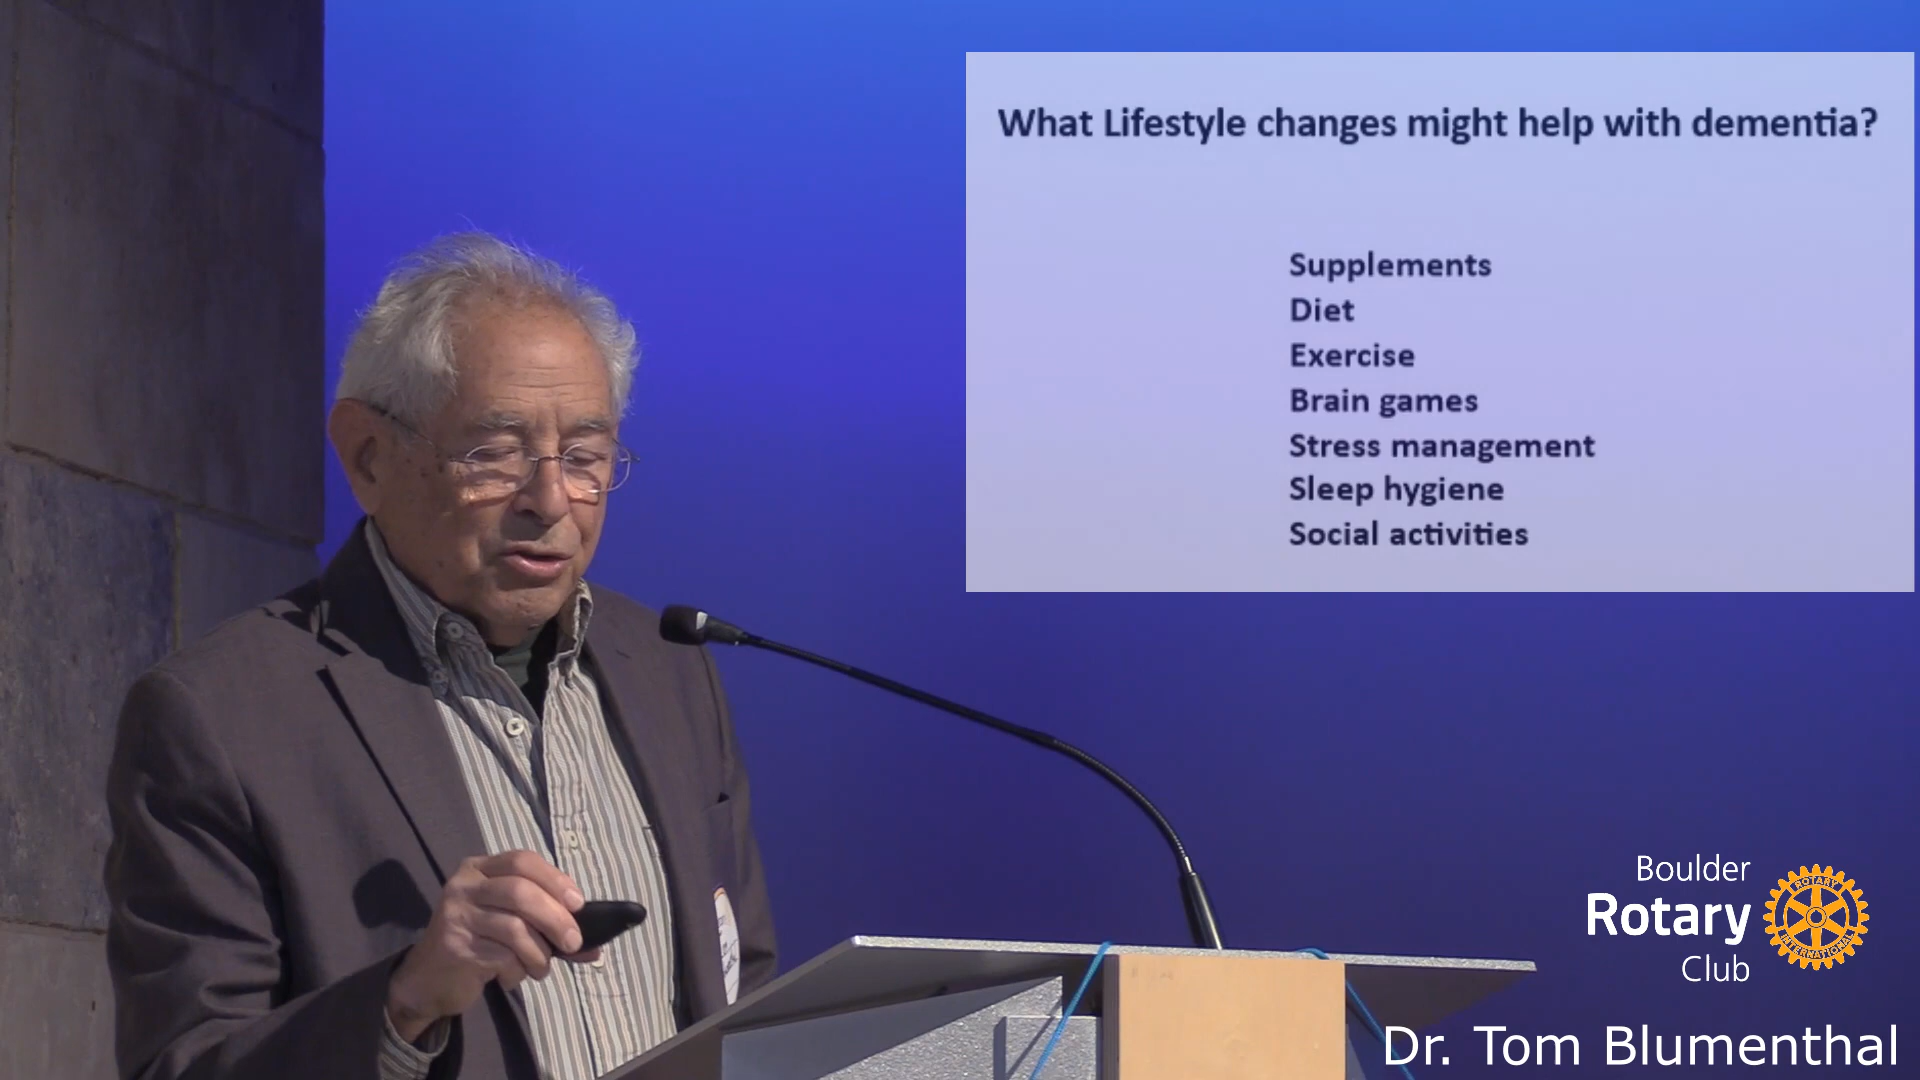 What Lifestyle changes might help with dementia?
Supplements
Diet
Exercise
Brain games
Stress management
Sleep hygiene
Social activities
Boulder
Rotary
Club
ROTARY
INTERNATIONAL
Dr. Tom Blumenthal